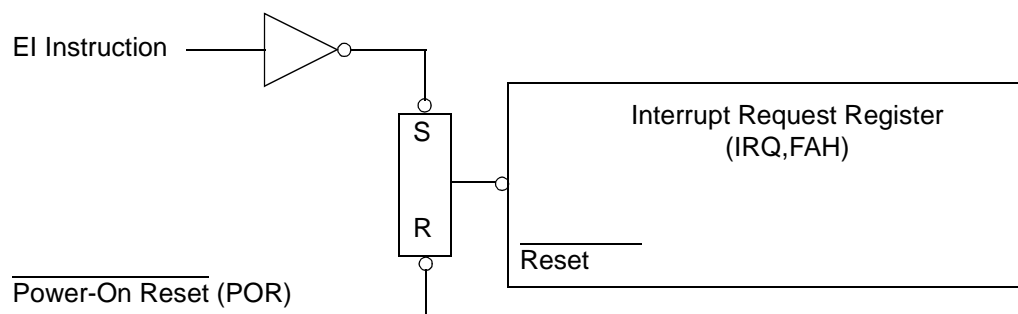 EI Instruction
Interrupt Request Register
(IRQ,FAH)
S
R
Reset
Power-On Reset (POR)